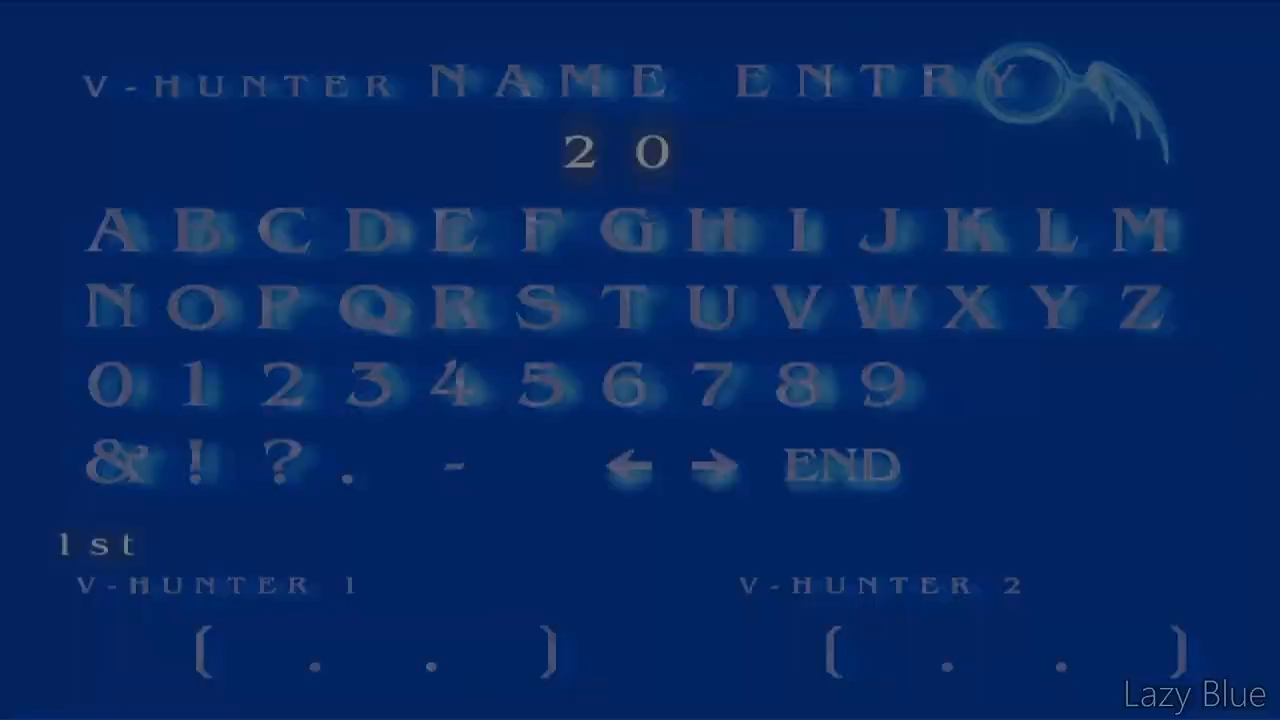 V-HUNTER NAME ENTRY
20
A B C D E F G H I J K L M
N O P Q R S T U V W X Y Z
0 1 2 3 4 5 6 7 8 9
& ! ? . - ← → END
1st
V-HUNTER 1 V-HUNTER 2
( . . ) ( . . )
Lazy Blue